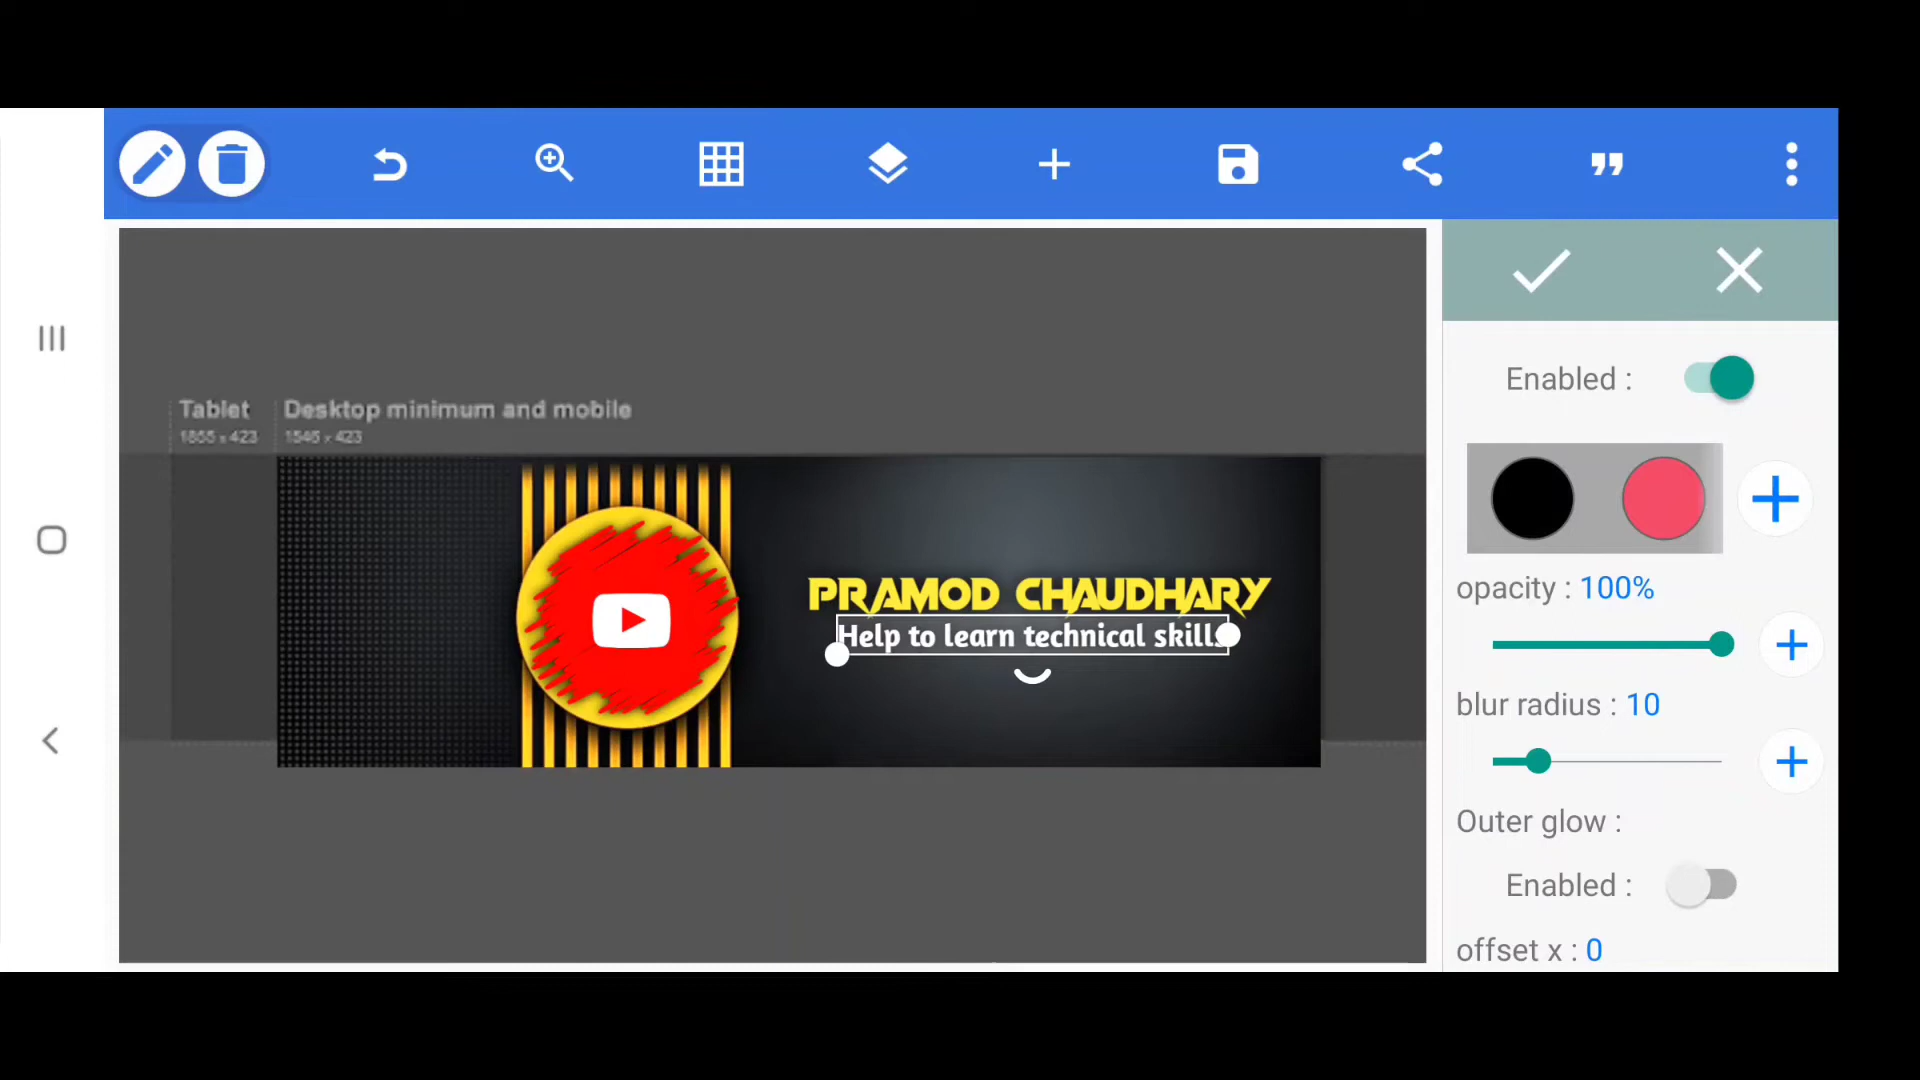 Enabled :
opacity : 100%
blur radius : 10
Outer glow :
Enabled :
offset x : 0
Tablet
1855 x 423
Desktop minimum and mobile
1546 x 423
PRAMOD CHAUDHARY
Help to learn technical skills